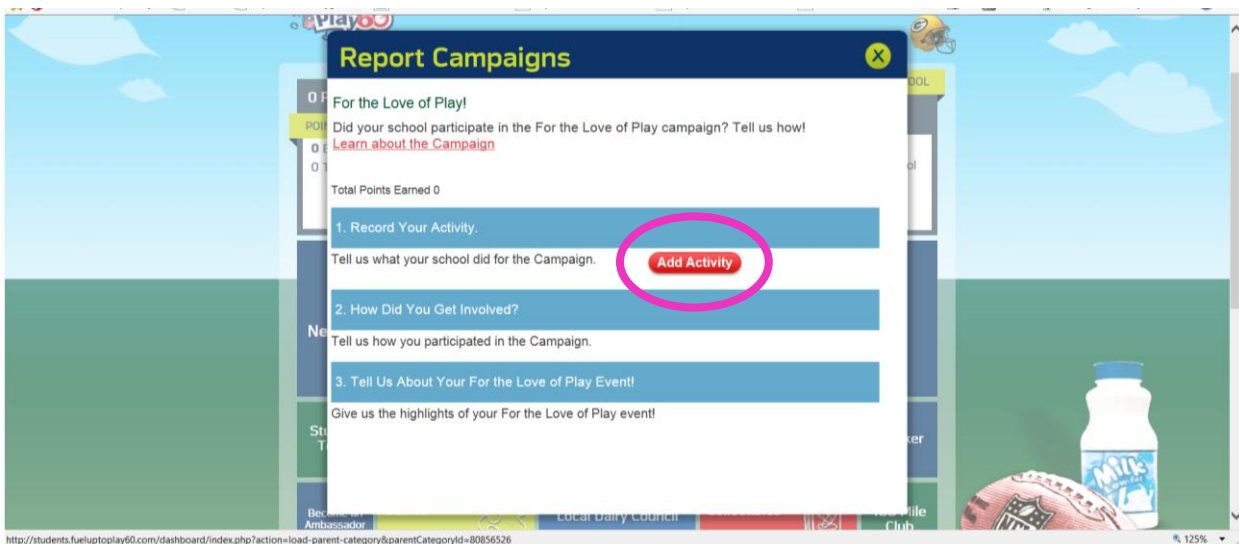 Play60
Report Campaigns
X
For the Love of Play!
Did your school participate in the For the Love of Play campaign? Tell us how!
Learn about the Campaign
Total Points Earned 0
1. Record Your Activity.
Tell us what your school did for the Campaign.
Add Activity
2. How Did You Get Involved?
Tell us how you participated in the Campaign.
3. Tell Us About Your For the Love of Play Event!
Give us the highlights of your For the Love of Play event!
Milk
Low-fat
Ambassador
Local Dairy Council
Mile
Club
http://students.fueluptoplay60.com/dashboard/index.php?action=load-parent-category&parentCategoryId=80856526
125%